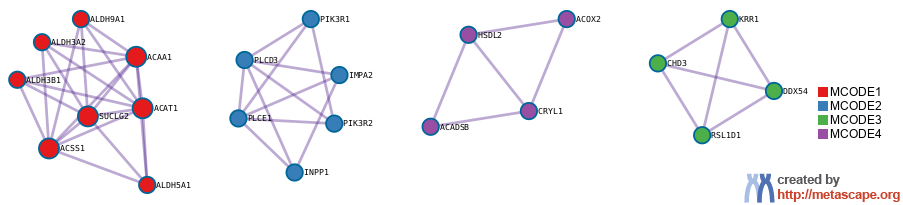 ALDH9A1
ALDH3A2
ACAA1
ALDH3B1
ACAT1
SUCLG2
ACSS1
ALDH5A1
PIK3R1
PLCD3
IMPA2
PLCE1
PIK3R2
INPP1
ACOX2
HSDL2
CRYL1
ACADSB
KRR1
CHD3
DDX54
RSL1D1
MCODE1
MCODE2
MCODE3
MCODE4
created by
http://metascape.org